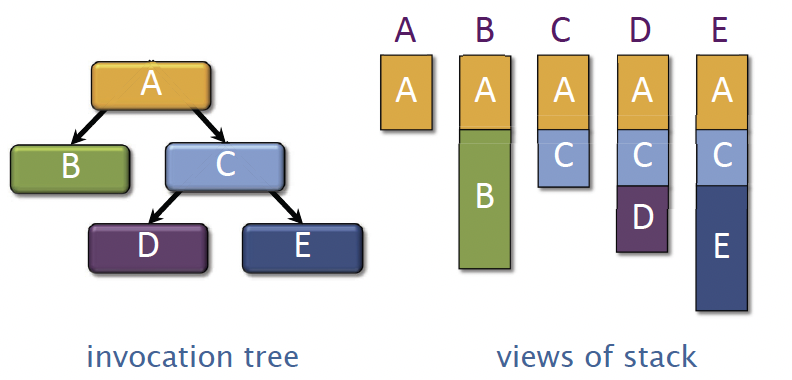 A
B
C
D
E
invocation tree
A B C D E
A A A A A
B C C C
D E
views of stack